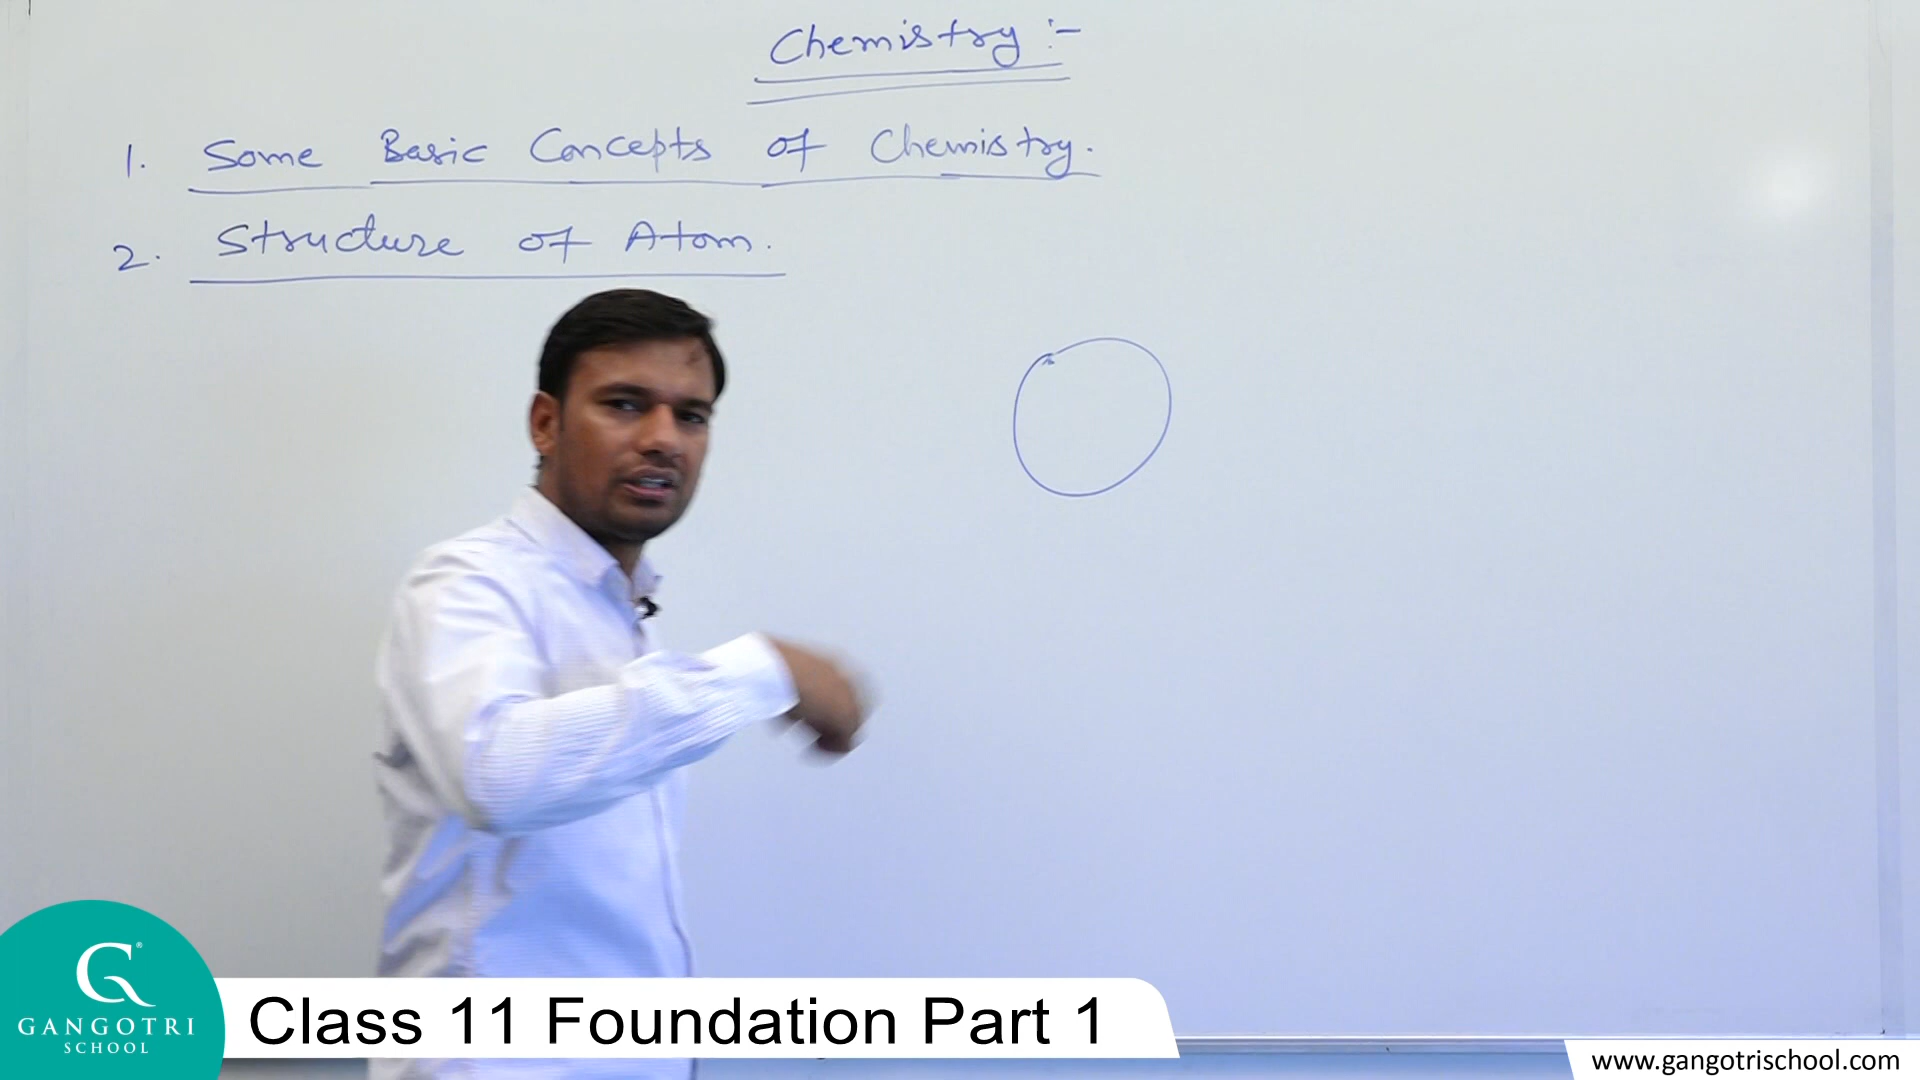 Chemistry :-
1. Some Basic Concepts of Chemistry.
2. Structure of Atom.
G®
GANGOTRI
SCHOOL
Class 11 Foundation Part 1
www.gangotrischool.com